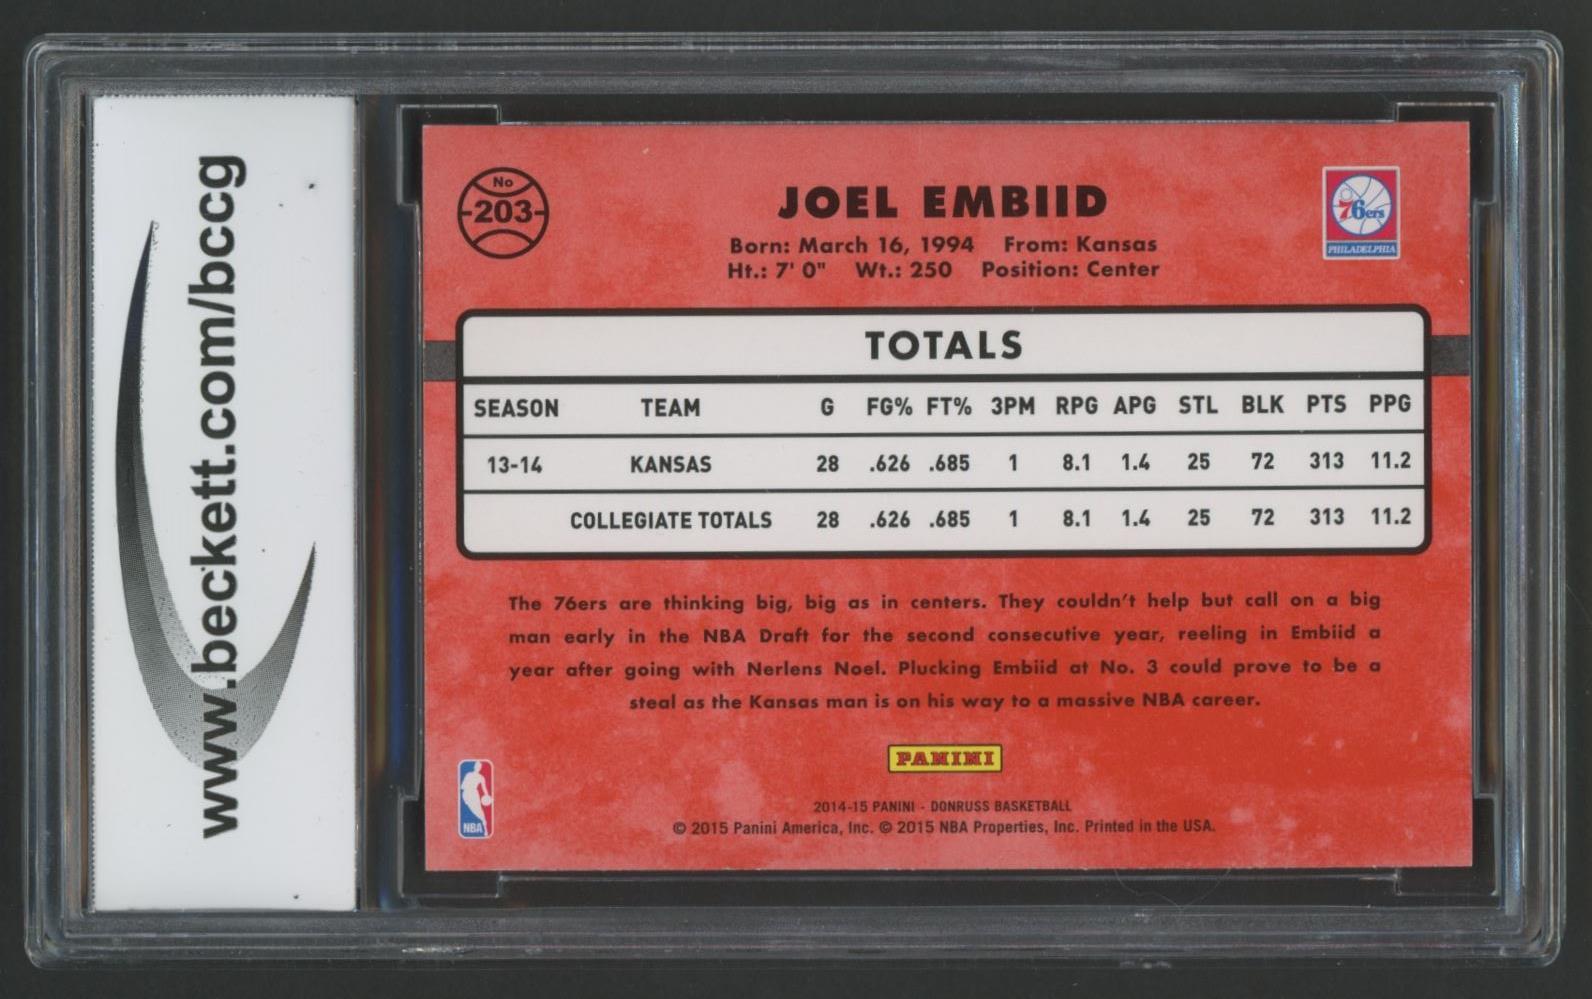 www.beckett.com/bccg
No
203
JOEL EMBIID
Born: March 16, 1994 From: Kansas
Ht.: 7' 0" Wt.: 250 Position: Center
76ers
PHILADELPHIA
TOTALS
SEASON TEAM G FG% FT% 3PM RPG APG STL BLK PTS PPG
13-14 KANSAS 28 .626 .685 1 8.1 1.4 25 72 313 11.2
COLLEGIATE TOTALS 28 .626 .685 1 8.1 1.4 25 72 313 11.2
The 76ers are thinking big, big as in centers. They couldn't help but call on a big
man early in the NBA Draft for the second consecutive year, reeling in Embiid a
year after going with Nerlens Noel. Plucking Embiid at No. 3 could prove to be a
steal as the Kansas man is on his way to a massive NBA career.
PANINI
NBA
2014-15 PANINI - DONRUSS BASKETBALL
© 2015 Panini America, Inc. © 2015 NBA Properties, Inc. Printed in the USA.